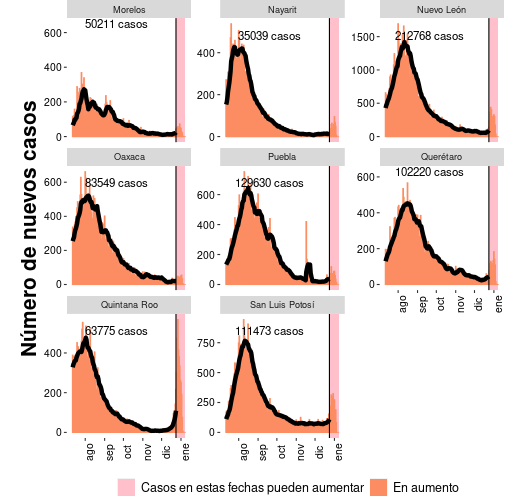 Número de nuevos casos
Morelos
50211 casos
600
400
200
0
Nayarit
35039 casos
400
200
0
Nuevo León
212768 casos
1500
1000
500
0
Oaxaca
83549 casos
600
400
200
0
Puebla
129630 casos
600
400
200
0
Querétaro
102220 casos
600
400
200
0
ago sep oct nov dic ene
Quintana Roo
63775 casos
400
200
0
ago sep oct nov dic ene
San Luis Potosí
111473 casos
750
500
250
0
ago sep oct nov dic ene
Casos en estas fechas pueden aumentar
En aumento